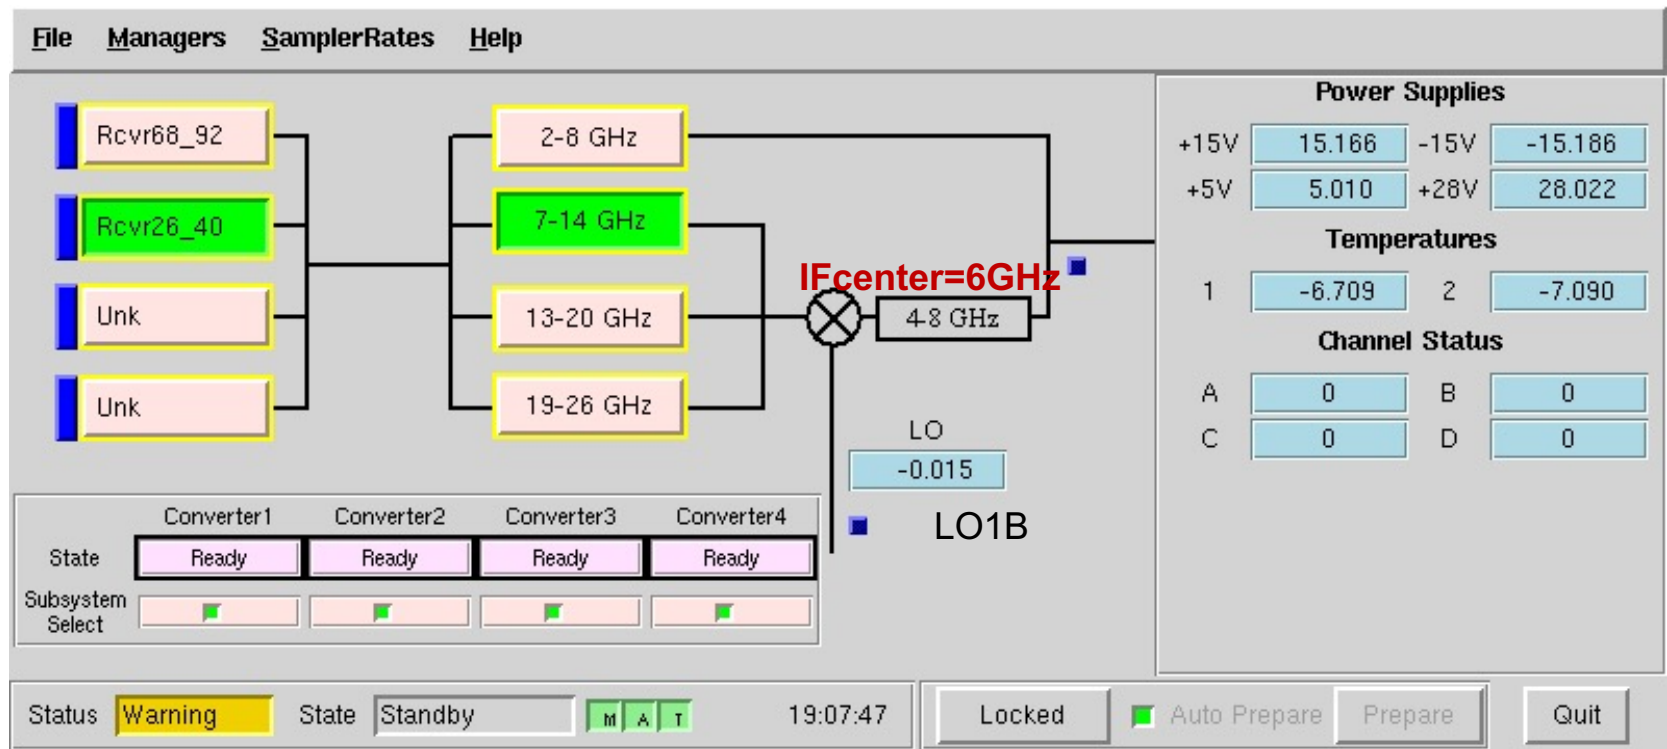 File Managers SamplerRates Help
Rcvr68_92
Rcvr26_40
Unk
Unk
2-8 GHz
7-14 GHz
13-20 GHz
19-26 GHz
IFcenter=6GHz
4-8 GHz
LO
-0.015
LO1B
Power Supplies
+15V 15.166 -15V -15.186
+5V 5.010 +28V 28.022
Temperatures
1 -6.709 2 -7.090
Channel Status
A 0 B 0
C 0 D 0
Converter1 Converter2 Converter3 Converter4
State Ready Ready Ready Ready
Subsystem
Select
Status Warning State Standby M A T 19:07:47 Locked Auto Prepare Prepare Quit